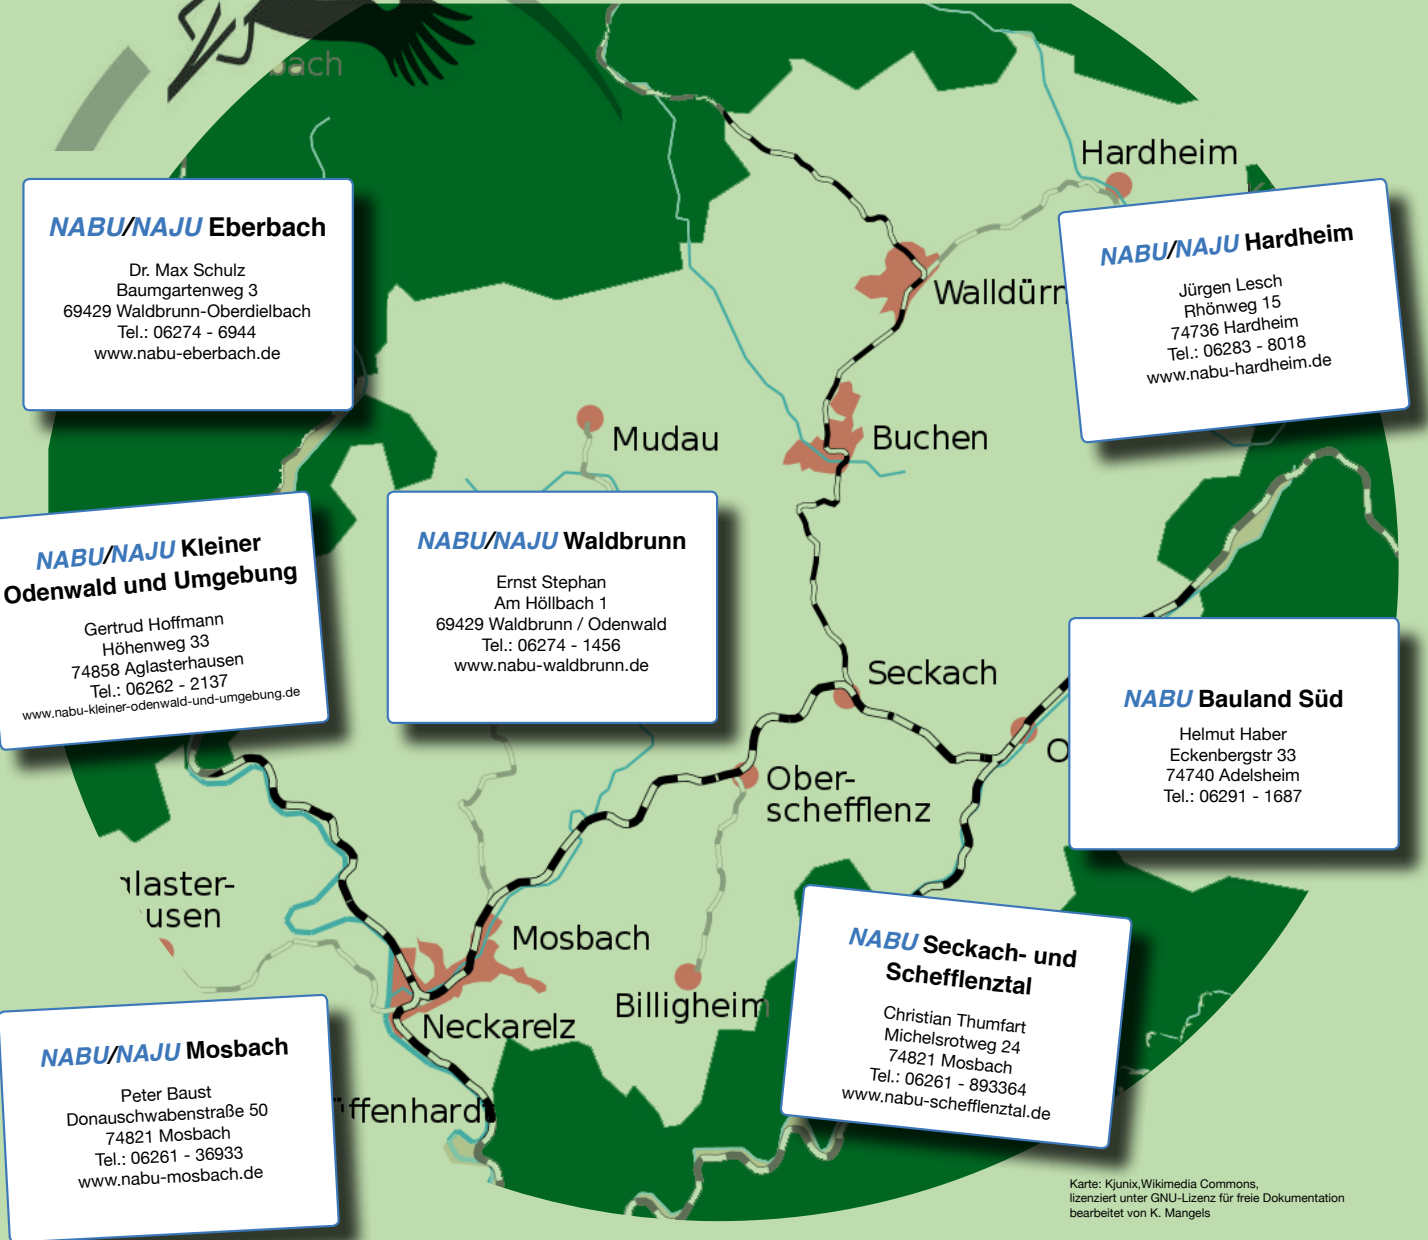 bach
Hardheim
NABU/NAJU Eberbach
Dr. Max Schulz
Baumgartenweg 3
69429 Waldbrunn-Oberdielbach
Tel.: 06274 - 6944
www.nabu-eberbach.de
NABU/NAJU Hardheim
Jürgen Lesch
Rhönweg 15
74736 Hardheim
Tel.: 06283 - 8018
www.nabu-hardheim.de
Walldürn
Mudau
Buchen
NABU/NAJU Kleiner
Odenwald und Umgebung
Gertrud Hoffmann
Höhenweg 33
74858 Aglasterhausen
Tel.: 06262 - 2137
www.nabu-kleiner-odenwald-und-umgebung.de
NABU/NAJU Waldbrunn
Ernst Stephan
Am Höllbach 1
69429 Waldbrunn / Odenwald
Tel.: 06274 - 1456
www.nabu-waldbrunn.de
Seckach
NABU Bauland Süd
Helmut Haber
Eckenbergstr 33
74740 Adelsheim
Tel.: 06291 - 1687
O
Ober-
schefflenz
laster-
usen
Mosbach
Billigheim
Neckarelz
NABU Seckach- und
Schefflenztal
Christian Thumfart
Michelsrotweg 24
74821 Mosbach
Tel.: 06261 - 893364
www.nabu-schefflenztal.de
NABU/NAJU Mosbach
Peter Baust
Donauschwabenstraße 50
74821 Mosbach
Tel.: 06261 - 36933
www.nabu-mosbach.de
ffenhardt
Karte: Kjunix,Wikimedia Commons,
lizenziert unter GNU-Lizenz für freie Dokumentation
bearbeitet von K. Mangels